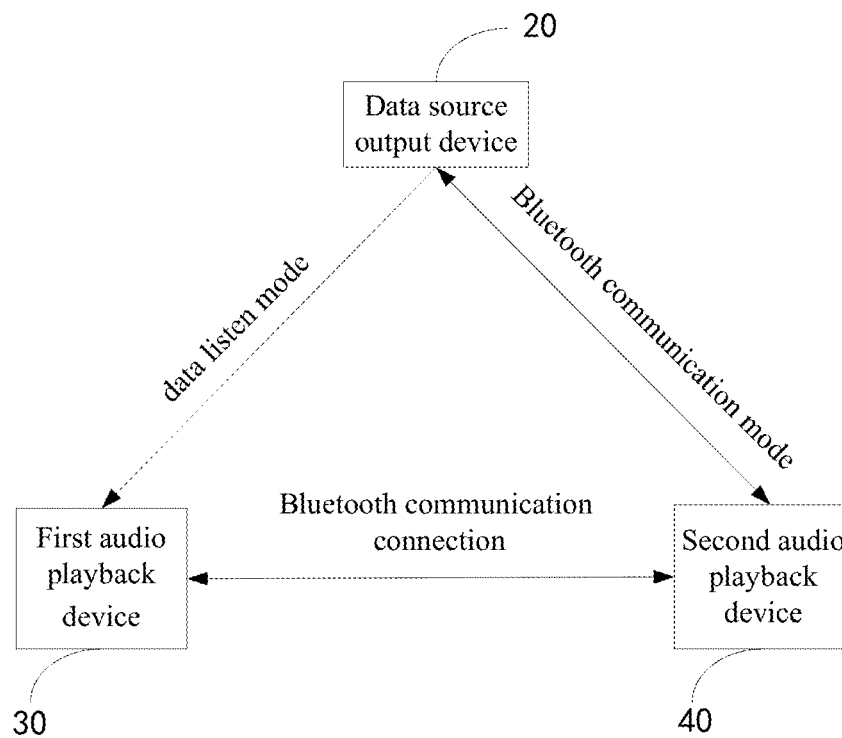 20
Data source
output device
Bluetooth communication mode
data listen mode
Bluetooth communication
connection
First audio
playback
device
Second audio
playback
device
30
40